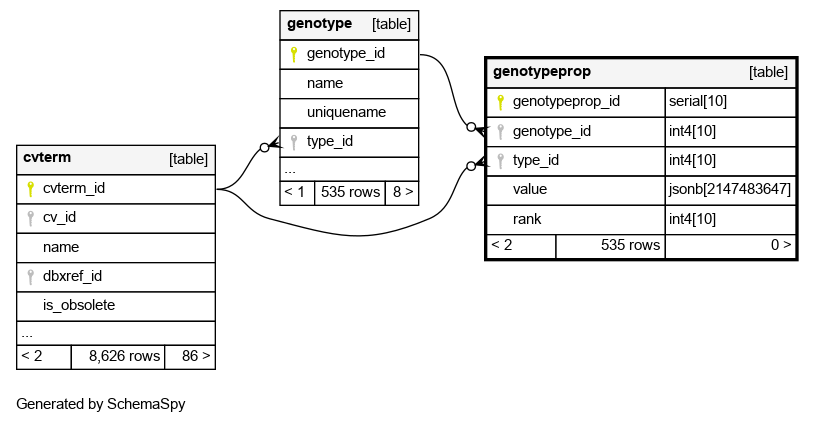 genotype [table]
genotype_id
name
uniquename
type_id
...
< 1 535 rows 8 >
genotypeprop [table]
genotypeprop_id serial[10]
genotype_id int4[10]
type_id int4[10]
value jsonb[2147483647]
rank int4[10]
< 2 535 rows 0 >
cvterm [table]
cvterm_id
cv_id
name
dbxref_id
is_obsolete
...
< 2 8,626 rows 86 >
Generated by SchemaSpy